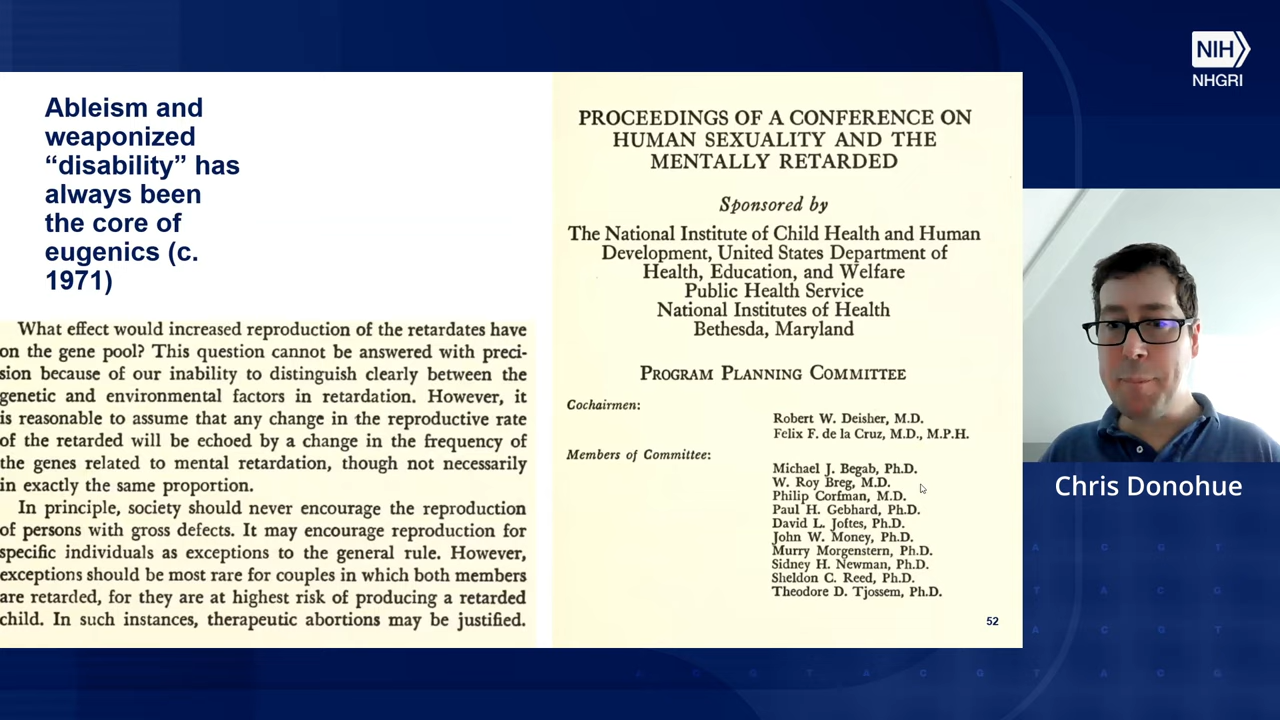 NIH
NHGRI
Ableism and
weaponized
“disability” has
always been
the core of
eugenics (c.
1971)
What effect would increased reproduction of the retardates have
on the gene pool? This question cannot be answered with preci-
sion because of our inability to distinguish clearly between the
genetic and environmental factors in retardation. However, it
is reasonable to assume that any change in the reproductive rate
of the retarded will be echoed by a change in the frequency of
the genes related to mental retardation, though not necessarily
in exactly the same proportion.
In principle, society should never encourage the reproduction
of persons with gross defects. It may encourage reproduction for
specific individuals as exceptions to the general rule. However,
exceptions should be most rare for couples in which both members
are retarded, for they are at highest risk of producing a retarded
child. In such instances, therapeutic abortions may be justified.
PROCEEDINGS OF A CONFERENCE ON
HUMAN SEXUALITY AND THE
MENTALLY RETARDED
Sponsored by
The National Institute of Child Health and Human
Development, United States Department of
Health, Education, and Welfare
Public Health Service
National Institutes of Health
Bethesda, Maryland
PROGRAM PLANNING COMMITTEE
Cochairmen:
Robert W. Deisher, M.D.
Felix F. de la Cruz, M.D., M.P.H.
Members of Committee:
Michael J. Begab, Ph.D.
W. Roy Breg, M.D.
Philip Corfman, M.D.
Paul H. Gebhard, Ph.D.
David L. Joftes, Ph.D.
John W. Money, Ph.D.
Murry Morgenstern, Ph.D.
Sidney H. Newman, Ph.D.
Sheldon C. Reed, Ph.D.
Theodore D. Tjossem, Ph.D.
52
Chris Donohue